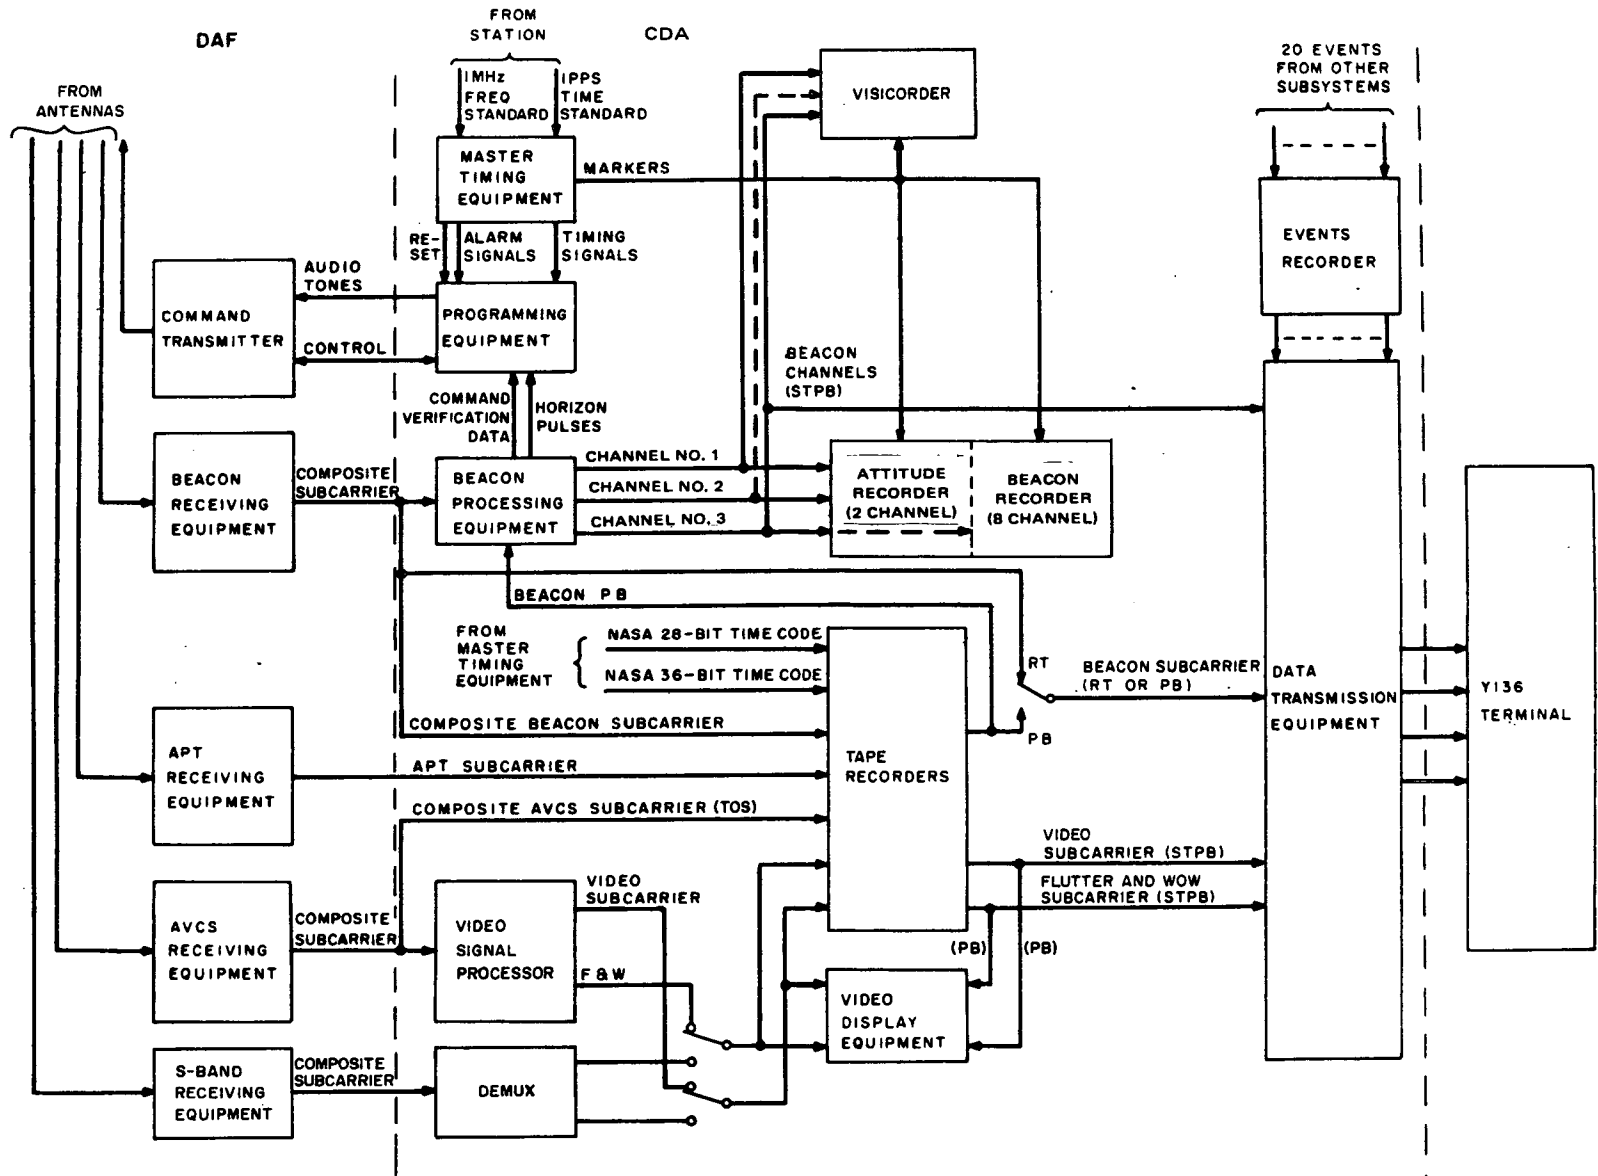 DAF
CDA
FROM
STATION
FROM
ANTENNAS
1MHz
FREQ
STANDARD
1PPS
TIME
STANDARD
20 EVENTS
FROM OTHER
SUBSYSTEMS
VISICORDER
MASTER
TIMING
EQUIPMENT
MARKERS
RE-
SET
ALARM
SIGNALS
TIMING
SIGNALS
EVENTS
RECORDER
COMMAND
TRANSMITTER
AUDIO
TONES
CONTROL
PROGRAMMING
EQUIPMENT
COMMAND
VERIFICATION
DATA
HORIZON
PULSES
BEACON
CHANNELS
(STPB)
BEACON
RECEIVING
EQUIPMENT
COMPOSITE
SUBCARRIER
BEACON
PROCESSING
EQUIPMENT
CHANNEL NO. 1
CHANNEL NO. 2
CHANNEL NO. 3
ATTITUDE
RECORDER
(2 CHANNEL)
BEACON
RECORDER
(8 CHANNEL)
BEACON PB
FROM
MASTER
TIMING
EQUIPMENT
NASA 28-BIT TIME CODE
NASA 36-BIT TIME CODE
RT
PB
BEACON SUBCARRIER
(RT OR PB)
DATA
TRANSMISSION
EQUIPMENT
Y136
TERMINAL
COMPOSITE BEACON SUBCARRIER
APT
RECEIVING
EQUIPMENT
APT SUBCARRIER
TAPE
RECORDERS
COMPOSITE AVCS SUBCARRIER (TOS)
VIDEO
SUBCARRIER (STPB)
FLUTTER AND WOW
SUBCARRIER (STPB)
(PB)
(PB)
AVCS
RECEIVING
EQUIPMENT
COMPOSITE
SUBCARRIER
VIDEO
SIGNAL
PROCESSOR
VIDEO
SUBCARRIER
F & W
VIDEO
DISPLAY
EQUIPMENT
S-BAND
RECEIVING
EQUIPMENT
COMPOSITE
SUBCARRIER
DEMUX